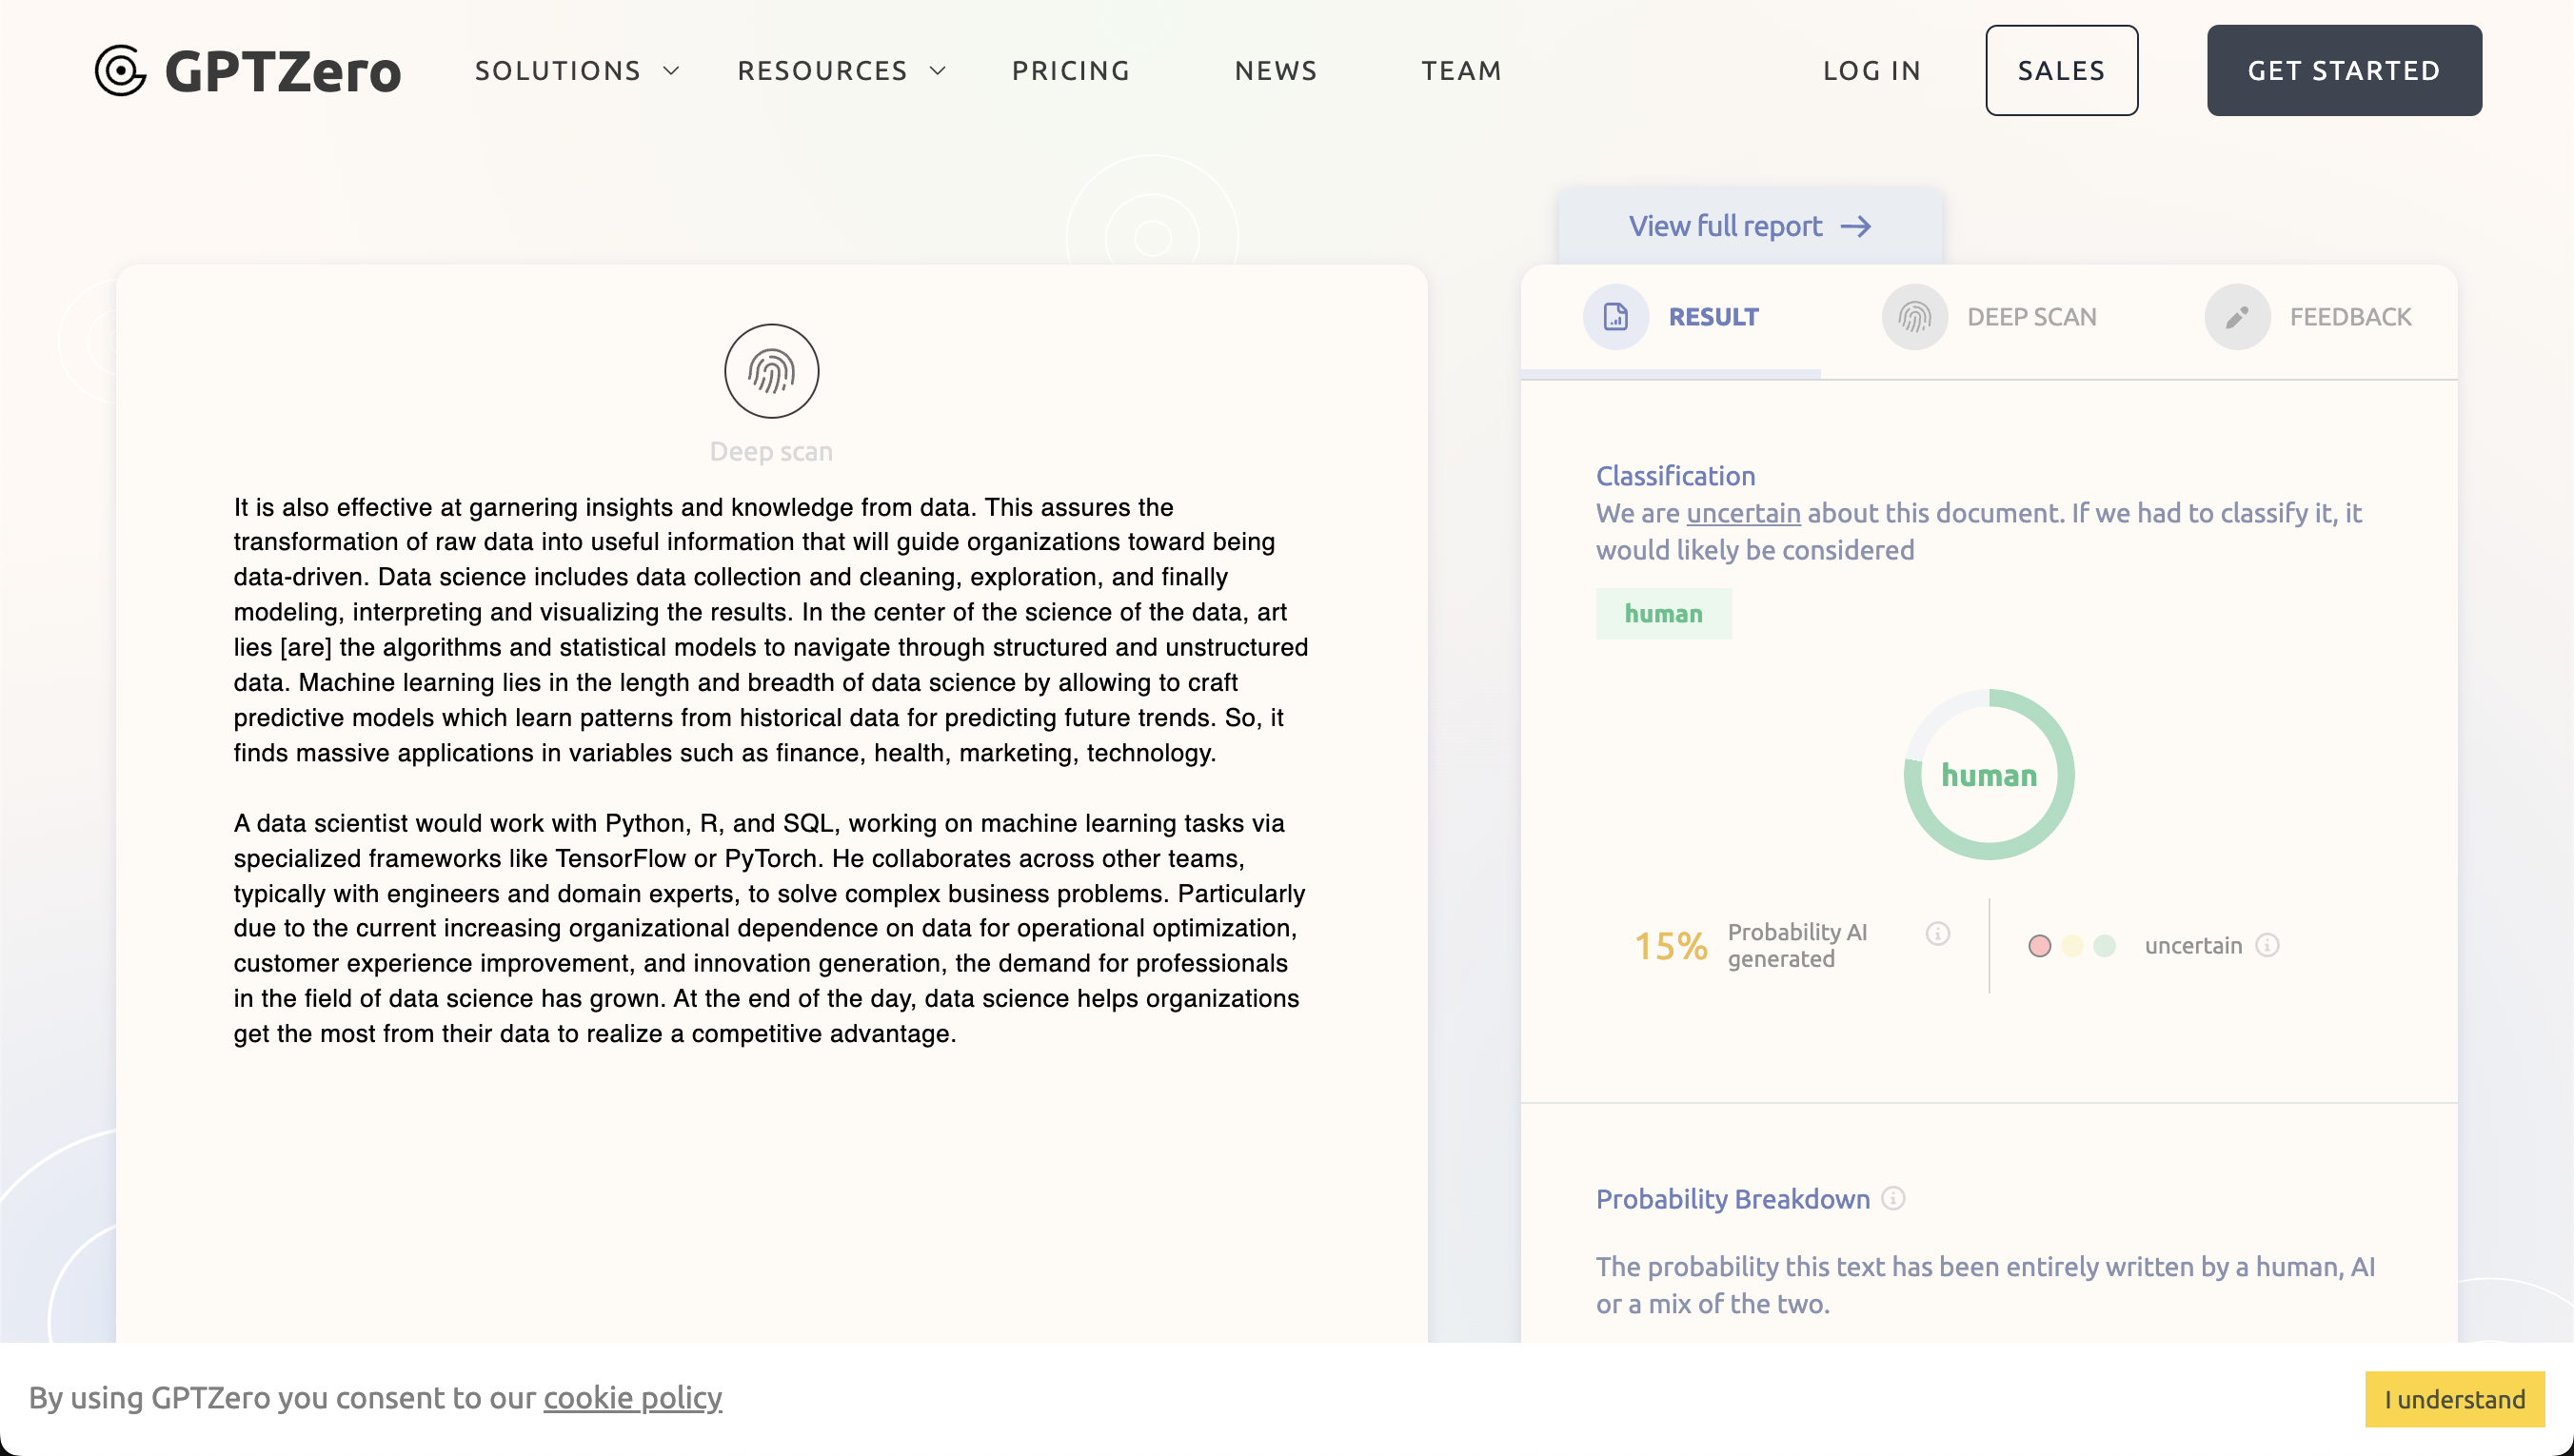 GPTZero
SOLUTIONS
RESOURCES
PRICING
NEWS
TEAM
LOG IN
SALES
GET STARTED
View full report →
Deep scan
It is also effective at garnering insights and knowledge from data. This assures the
transformation of raw data into useful information that will guide organizations toward being
data-driven. Data science includes data collection and cleaning, exploration, and finally
modeling, interpreting and visualizing the results. In the center of the science of the data, art
lies [are] the algorithms and statistical models to navigate through structured and unstructured
data. Machine learning lies in the length and breadth of data science by allowing to craft
predictive models which learn patterns from historical data for predicting future trends. So, it
finds massive applications in variables such as finance, health, marketing, technology.
A data scientist would work with Python, R, and SQL, working on machine learning tasks via
specialized frameworks like TensorFlow or PyTorch. He collaborates across other teams,
typically with engineers and domain experts, to solve complex business problems. Particularly
due to the current increasing organizational dependence on data for operational optimization,
customer experience improvement, and innovation generation, the demand for professionals
in the field of data science has grown. At the end of the day, data science helps organizations
get the most from their data to realize a competitive advantage.
RESULT
DEEP SCAN
FEEDBACK
Classification
We are uncertain about this document. If we had to classify it, it
would likely be considered
human
human
15%
Probability AI
generated
uncertain
Probability Breakdown
The probability this text has been entirely written by a human, AI
or a mix of the two.
By using GPTZero you consent to our cookie policy
I understand